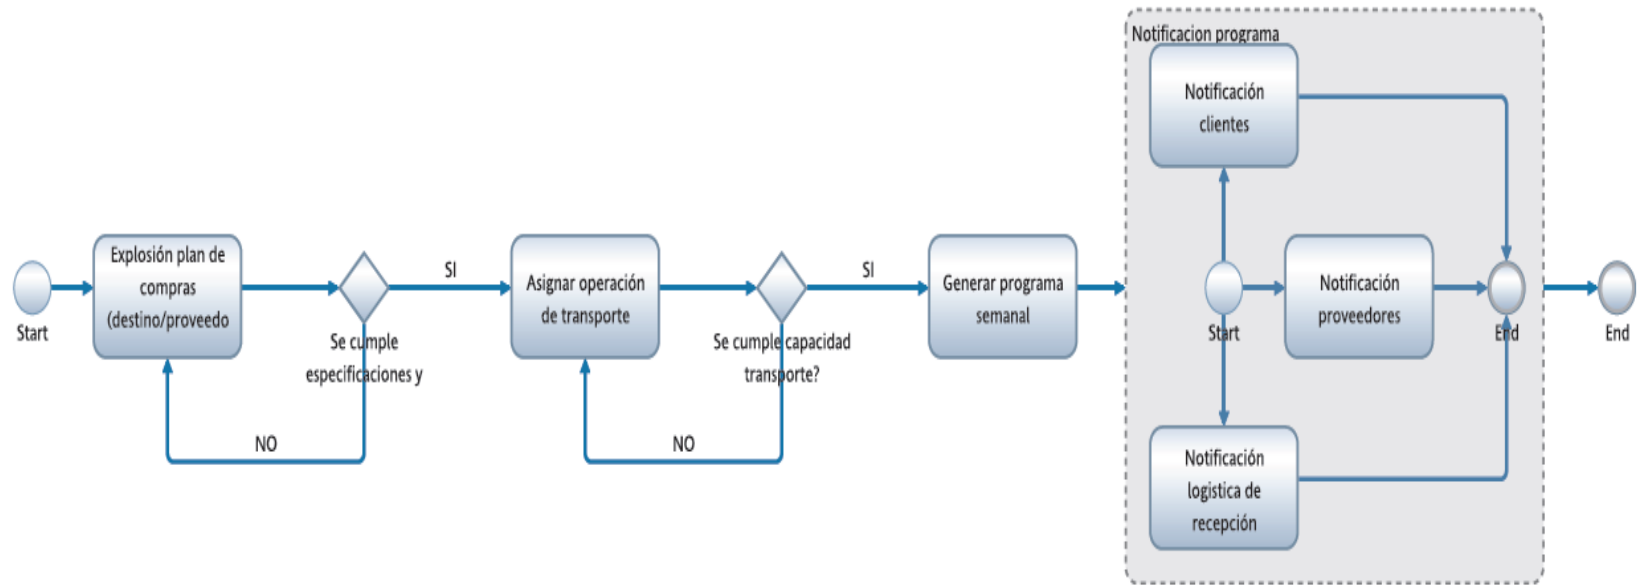 Start
Explosión plan de
compras
(destino/proveedo
Se cumple
especificaciones y
NO
SI
Asignar operación
de transporte
Se cumple capacidad
transporte?
NO
SI
Generar programa
semanal
Notificacion programa
Notificación
clientes
Start
Notificación
proveedores
Notificación
logistica de
recepción
End
End